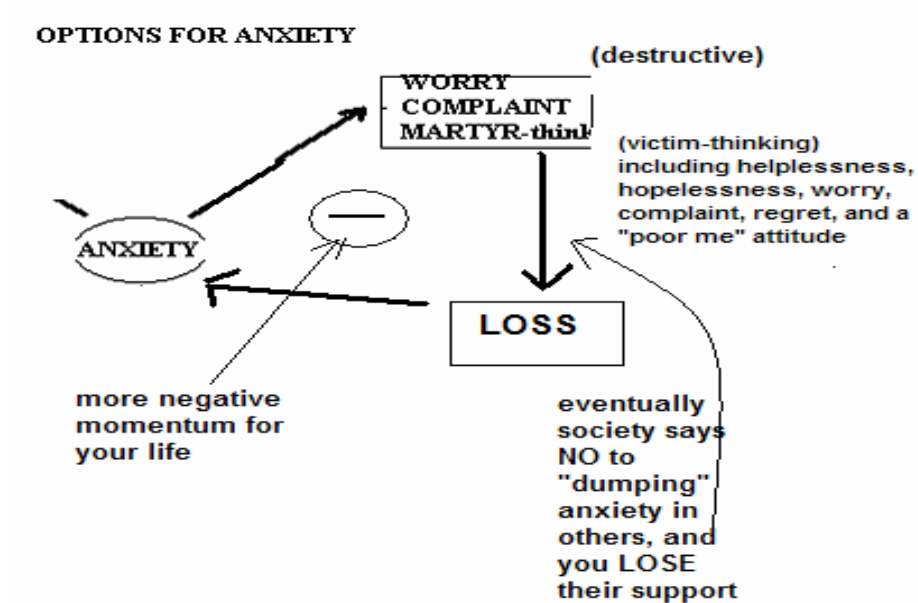 OPTIONS FOR ANXIETY
(destructive)
WORRY
COMPLAINT
MARTYR-think
(victim-thinking)
including helplessness,
hopelessness, worry,
complaint, regret, and a
"poor me" attitude
ANXIETY
LOSS
more negative
momentum for
your life
eventually
society says
NO to
"dumping"
anxiety in
others, and
you LOSE
their support